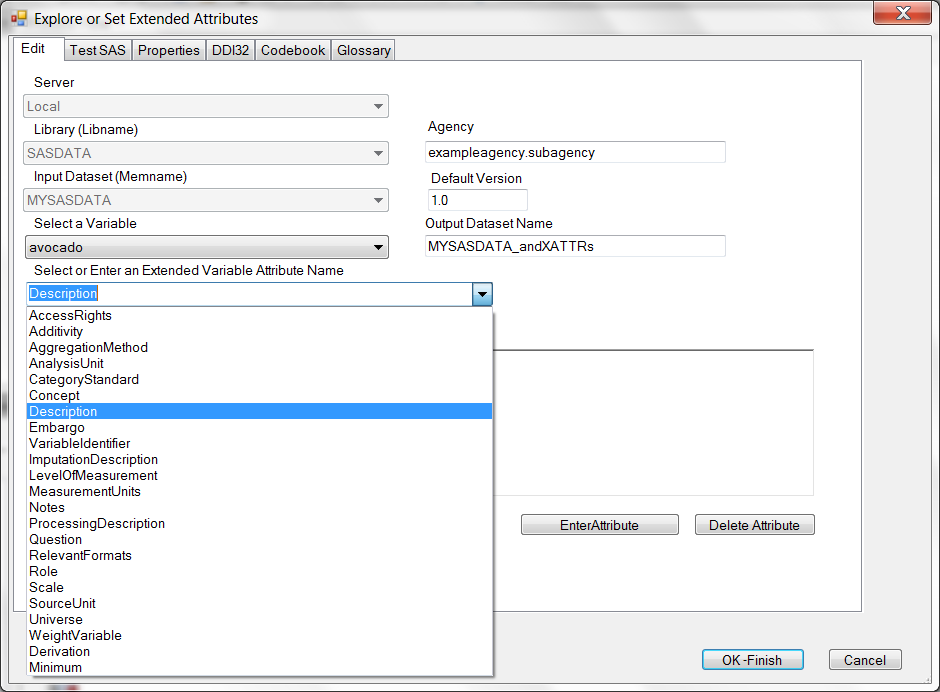 Explore or Set Extended Attributes
Edit
Test SAS
Properties
DDI32
Codebook
Glossary
Server
Local
Library (Libname)
SASDATA
Input Dataset (Memname)
MYSASDATA
Select a Variable
avocado
Select or Enter an Extended Variable Attribute Name
Description
Agency
exampleagency.subagency
Default Version
1.0
Output Dataset Name
MYSASDATA_andXATTRs
AccessRights
Additivity
AggregationMethod
AnalysisUnit
CategoryStandard
Concept
Description
Embargo
VariableIdentifier
ImputationDescription
LevelOfMeasurement
MeasurementUnits
Notes
ProcessingDescription
Question
RelevantFormats
Role
Scale
SourceUnit
Universe
WeightVariable
Derivation
Minimum
EnterAttribute
Delete Attribute
OK -Finish
Cancel